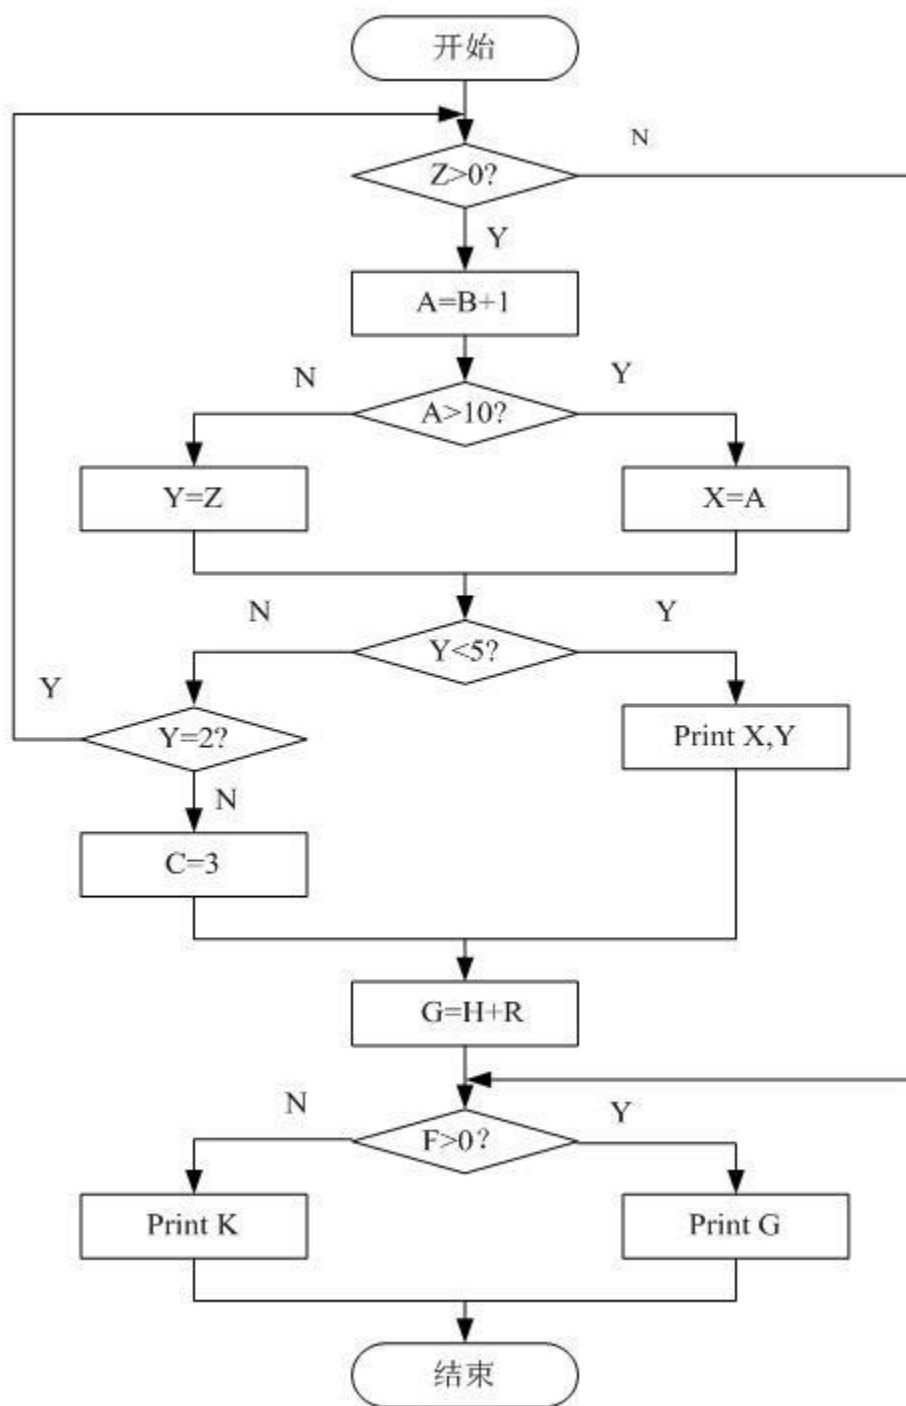 开始
N
Z>0?
Y
A=B+1
N
Y
A>10?
Y=Z
X=A
N
Y
Y<5?
Y
Y=2?
Print X,Y
N
C=3
G=H+R
N
Y
F>0?
Print K
Print G
结束